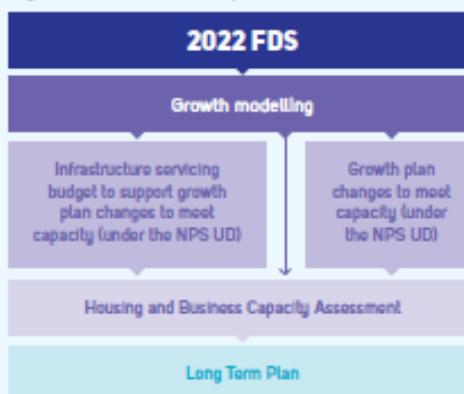 2022 FDS
Growth modelling
Infrastructure servicing
budget to support growth
plan changes to meet
capacity (under the NPS UD)
Growth plan
changes to meet
capacity (under
the NPS UD)
Housing and Business Capacity Assessment
Long Term Plan